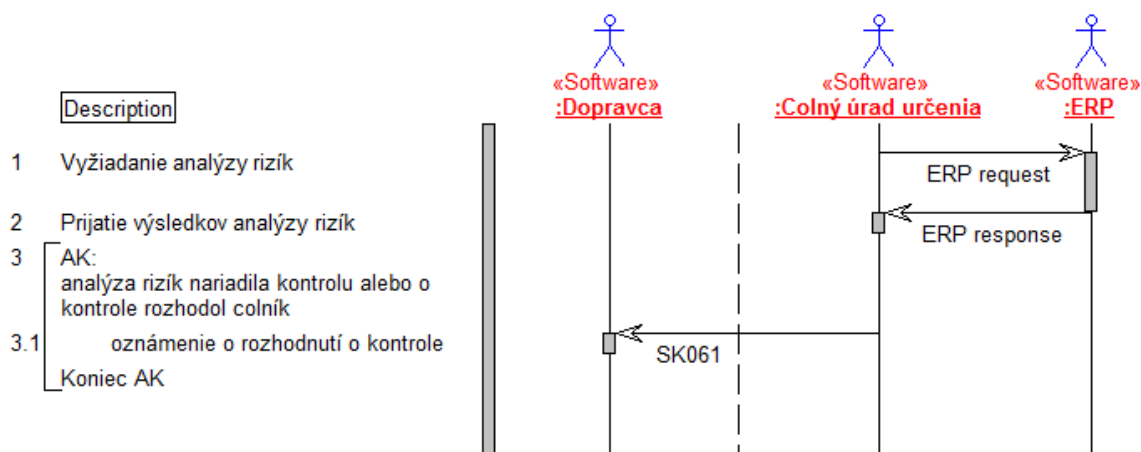 «Software» «Software» «Software»
Description :Dopravca :Colný úrad určenia :ERP
1 Vyžiadanie analýzy rizík
ERP request
2 Prijatie výsledkov analýzy rizík
ERP response
3 AK:
analýza rizík nariadila kontrolu alebo o
kontrole rozhodol colník
3.1 oznámenie o rozhodnutí o kontrole
SK061
Koniec AK